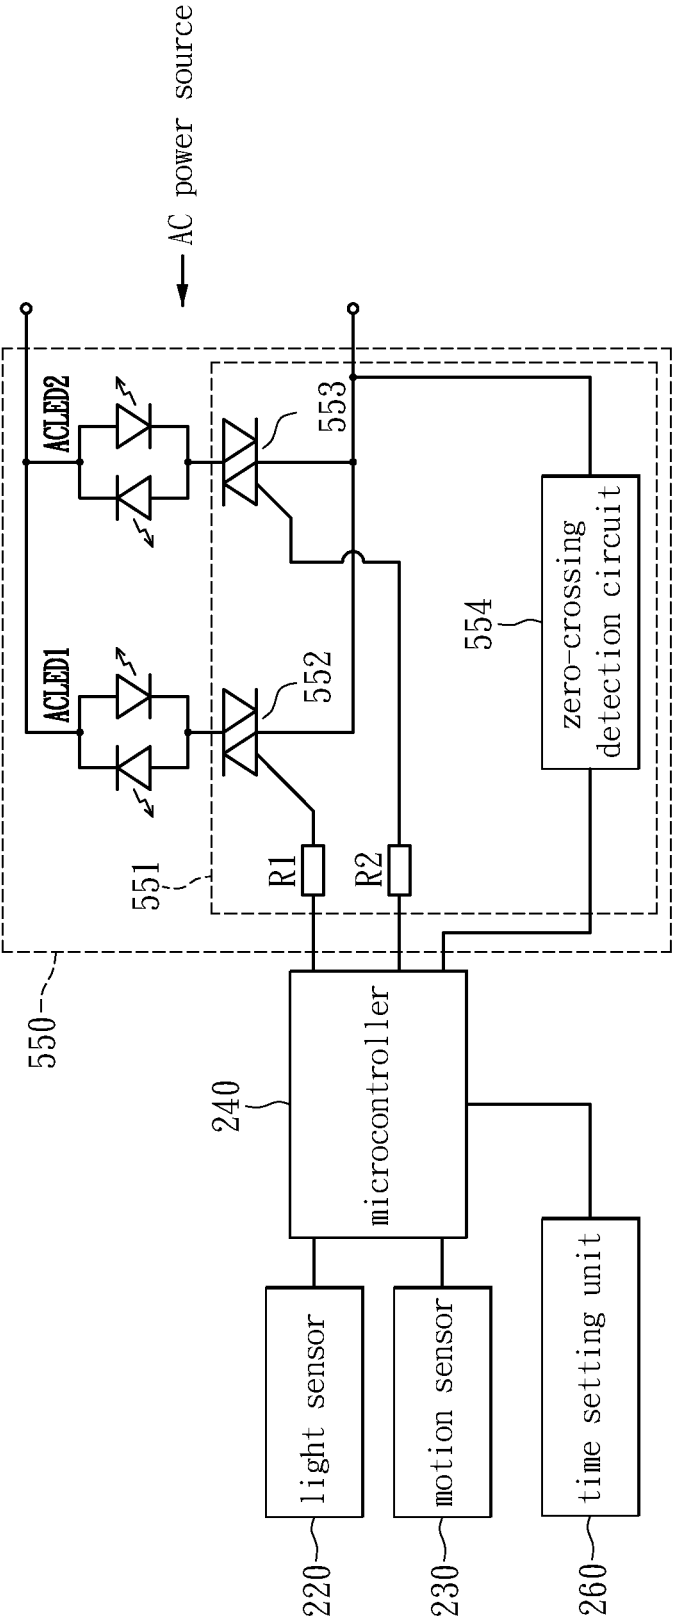 AC power source
ACLED1
ACLED2
551
550
552
553
R1
R2
554
zero-crossing
detection circuit
240
microcontroller
220
light sensor
230
motion sensor
260
time setting unit